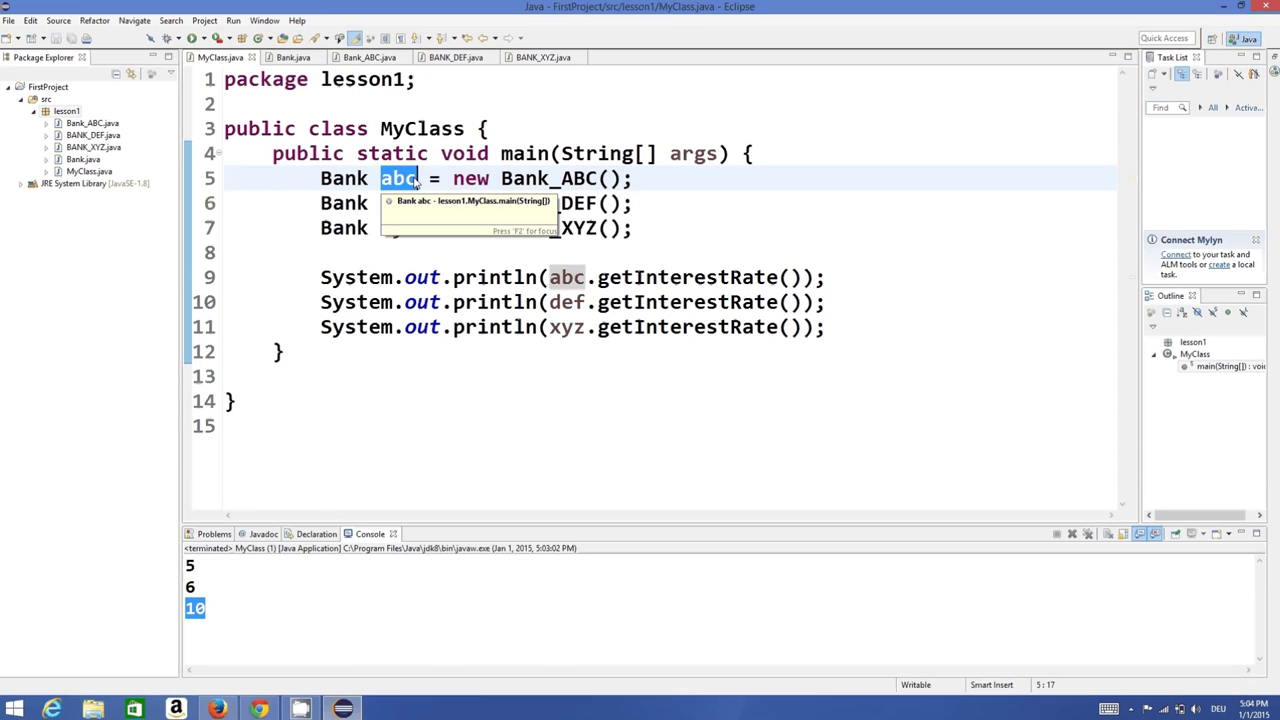 Java - FirstProject/src/lesson1/MyClass.java - Eclipse
File Edit Source Refactor Navigate Search Project Run Window Help
Quick Access
Java
Package Explorer
MyClass.java
Bank.java
Bank_ABC.java
BANK_DEF.java
BANK_XYZ.java
Task List
FirstProject
src
lesson1
Bank_ABC.java
BANK_DEF.java
BANK_XYZ.java
Bank.java
MyClass.java
JRE System Library [JavaSE-1.8]
1 package lesson1;
2
3 public class MyClass {
4 public static void main(String[] args) {
5 Bank abc = new Bank_ABC();
Bank abc - lesson1.MyClass.main(String[])
Press 'F2' for focus
6 Bank _DEF();
7 Bank _XYZ();
8
9 System.out.println(abc.getInterestRate());
10 System.out.println(def.getInterestRate());
11 System.out.println(xyz.getInterestRate());
12 }
13
14 }
15
Find All Activa...
Connect Mylyn
Connect to your task and
ALM tools or create a local
task.
Outline
lesson1
MyClass
main(String[]) : voi
Problems Javadoc Declaration Console
<terminated> MyClass (1) [Java Application] C:\Program Files\Java\jdk8\bin\javaw.exe (Jan 1, 2015, 5:03:02 PM)
5
6
10
Writable Smart Insert 5 : 17
DEU
5:04 PM
1/1/2015